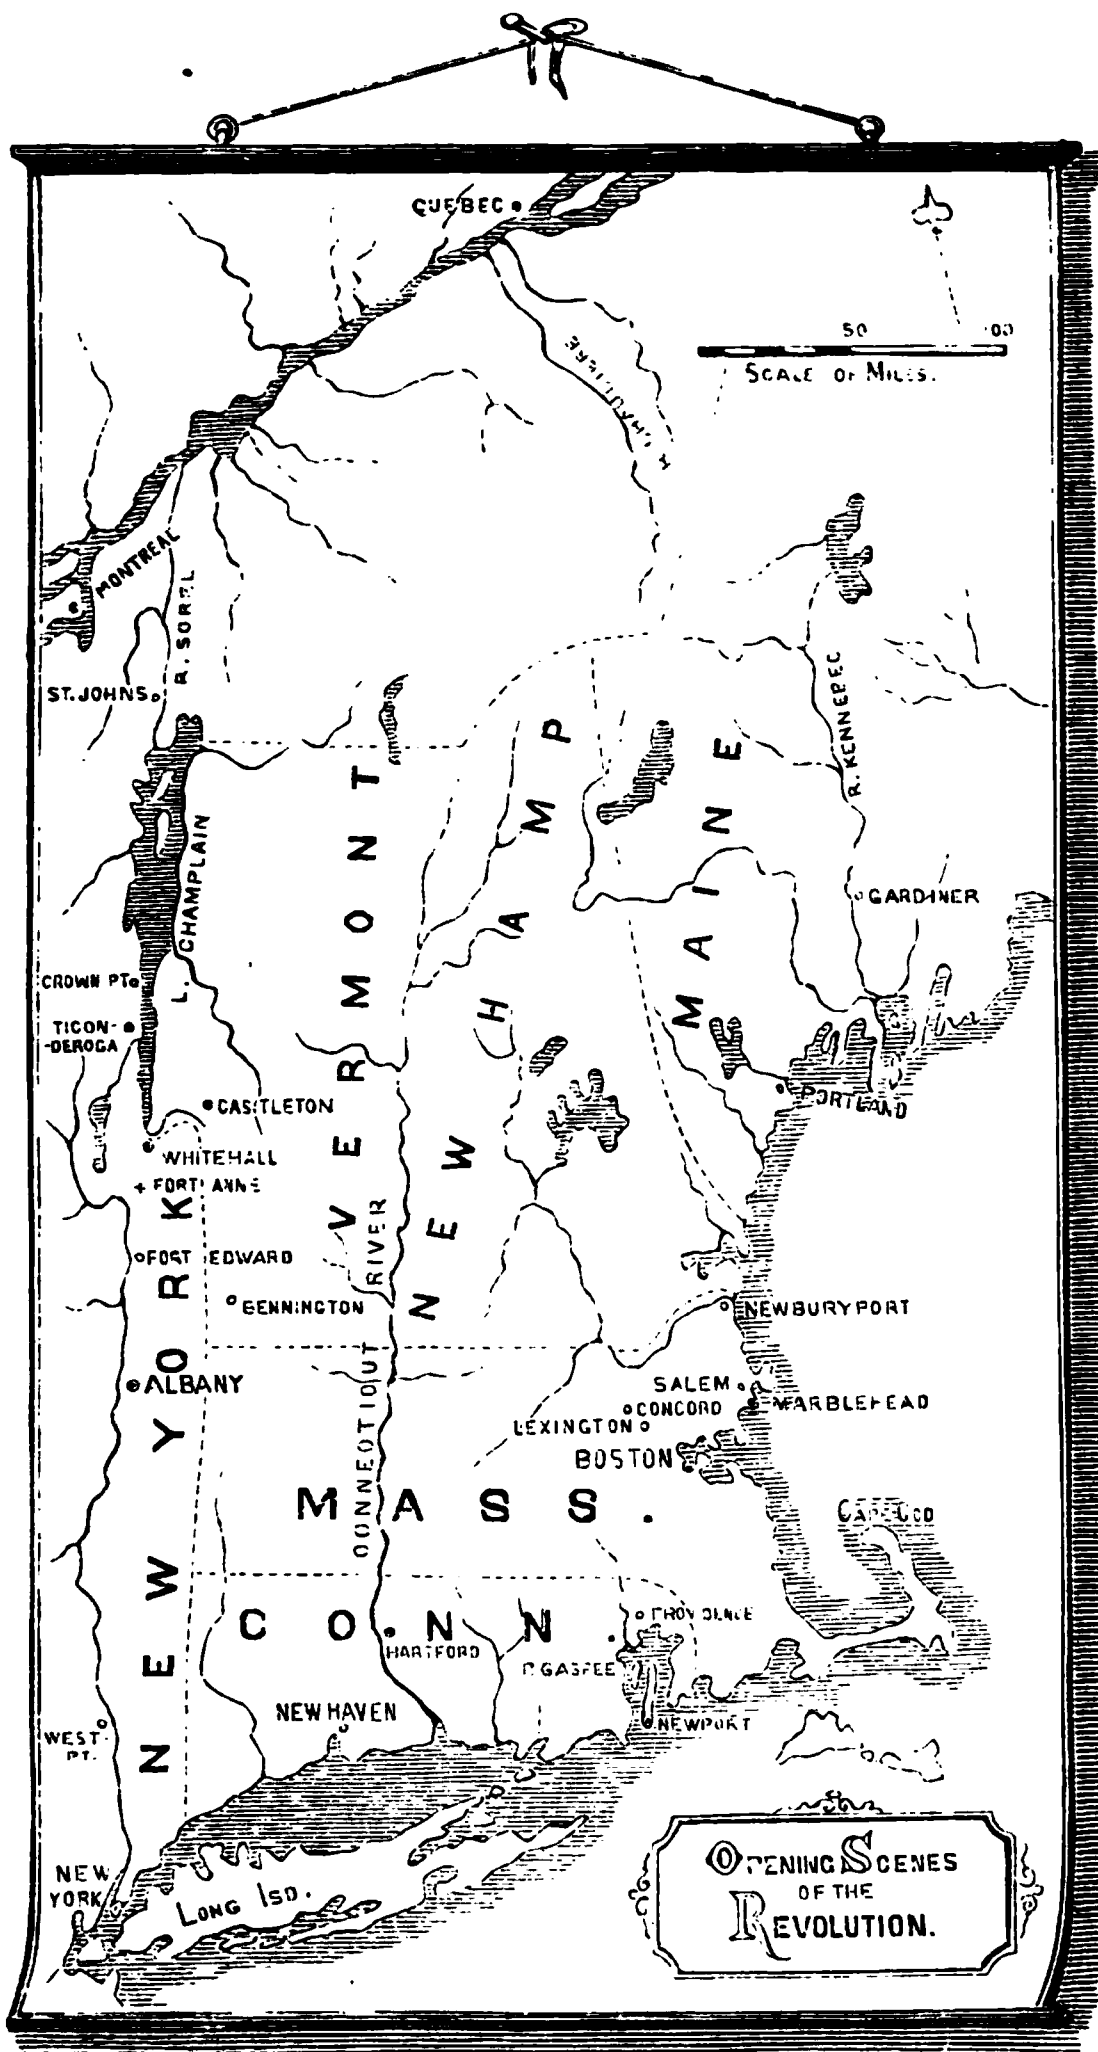 QUEBEC
50 00
SCALE OF MILES.
R. CHAUDIERE
MONTREAL
R. SOREL
ST. JOHNS
R. KENNEBEC
L. CHAMPLAIN
VERMONT
NEW HAMP
MAINE
GARDINER
CROWN PT.
TICON-
-DEROGA
CASTLETON
PORTLAND
WHITEHALL
FORT ANNE
NEW YORK
FORT EDWARD
BENNINGTON
CONNECTICUT RIVER
NEWBURYPORT
ALBANY
SALEM
CONCORD
MARBLEHEAD
LEXINGTON
BOSTON
MASS.
CAPE COD
CONN.
PROVIDENCE
HARTFORD
P. GASPEE
NEW HAVEN
NEWPORT
WEST
PT.
NEW
YORK
LONG ISD.
OPENING SCENES
OF THE
REVOLUTION.